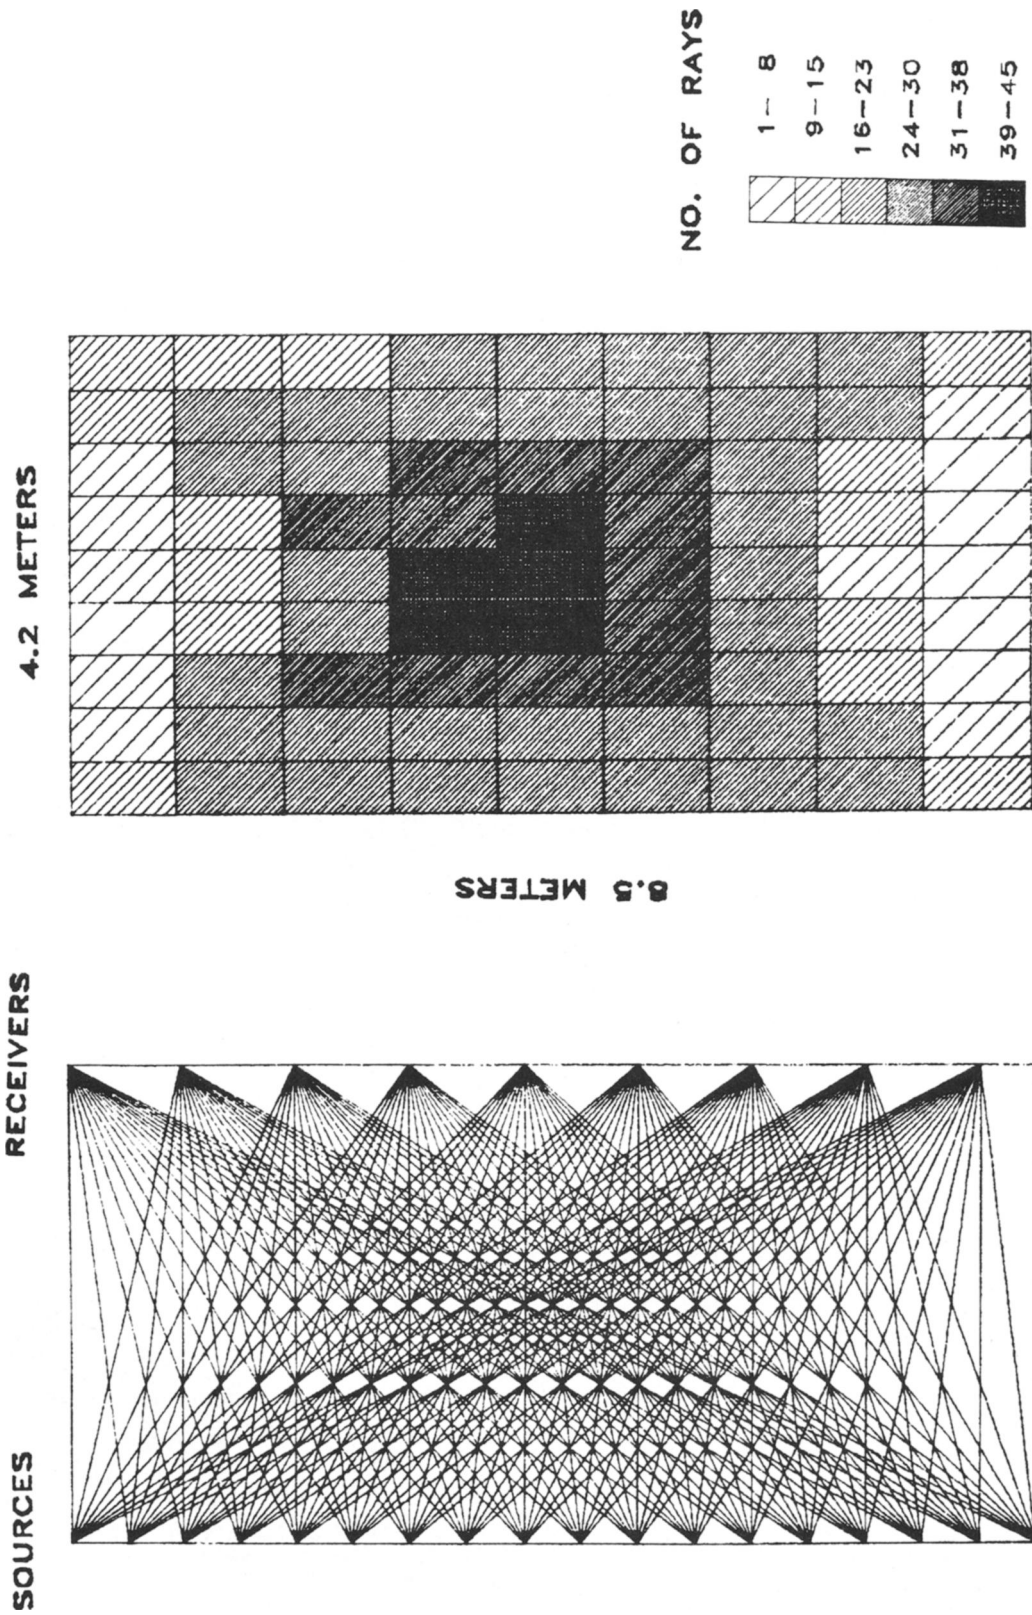 SOURCES
RECEIVERS
8.5 METERS
4.2 METERS
NO. OF RAYS
1– 8
9–15
16–23
24–30
31–38
39–45